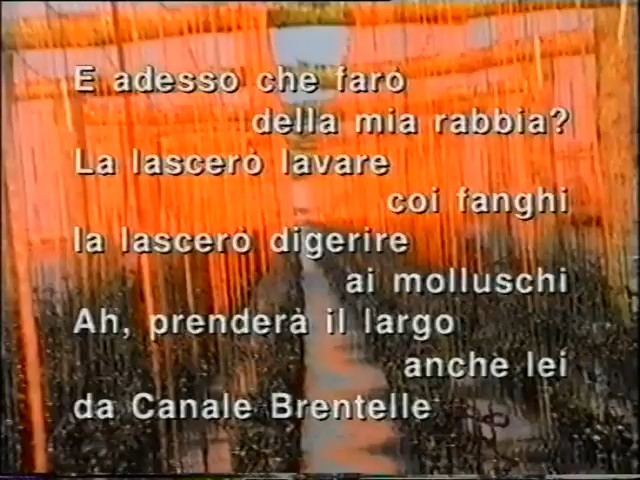 E adesso che farò
della mia rabbia?
La lascerò lavare
coi fanghi
la lascerò digerire
ai molluschi
Ah, prenderà il largo
anche lei
da Canale Brentelle